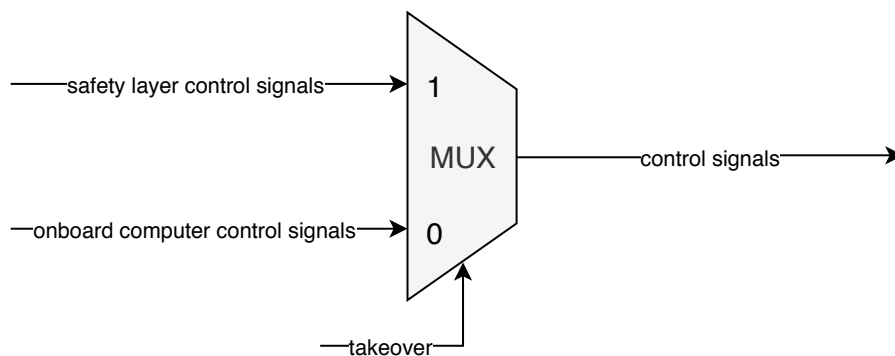 safety layer control signals
1
MUX
control signals
onboard computer control signals
0
takeover